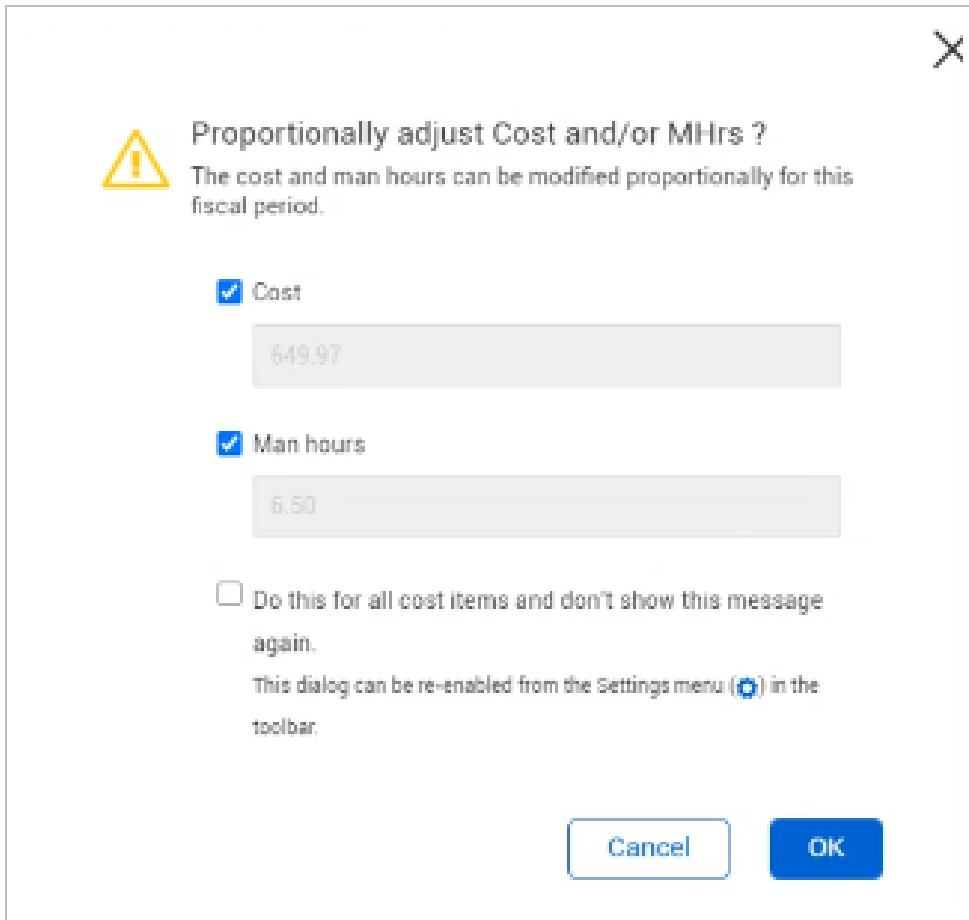 Proportionally adjust Cost and/or MHrs ?
The cost and man hours can be modified proportionally for this
fiscal period.
Cost
649.97
Man hours
6.50
Do this for all cost items and don't show this message
again.
This dialog can be re-enabled from the Settings menu () in the
toolbar.
Cancel
OK